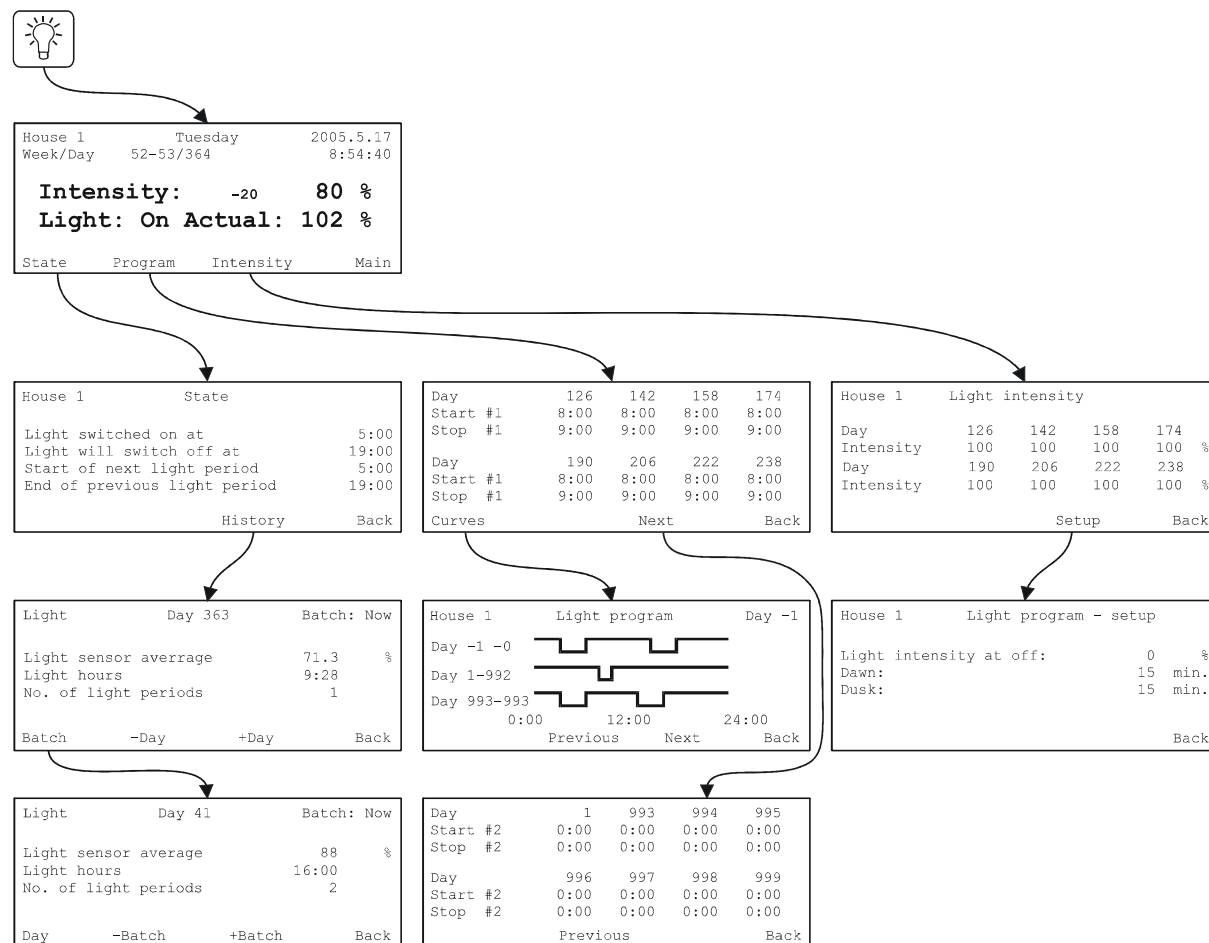 House 1 Tuesday 2005.5.17
Week/Day 52-53/364 8:54:40
Intensity: -20 80 %
Light: On Actual: 102 %
State Program Intensity Main
House 1 State
Light switched on at 5:00
Light will switch off at 19:00
Start of next light period 5:00
End of previous light period 19:00
History Back
Day 126 142 158 174
Start #1 8:00 8:00 8:00 8:00
Stop #1 9:00 9:00 9:00 9:00
Day 190 206 222 238
Start #1 8:00 8:00 8:00 8:00
Stop #1 9:00 9:00 9:00 9:00
Curves Next Back
House 1 Light intensity
Day 126 142 158 174
Intensity 100 100 100 100 %
Day 190 206 222 238
Intensity 100 100 100 100 %
Setup Back
Light Day 363 Batch: Now
Light sensor averrage 71.3 %
Light hours 9:28
No. of light periods 1
Batch -Day +Day Back
House 1 Light program Day -1
Day -1 -0
Day 1-992
Day 993-993
0:00 12:00 24:00
Previous Next Back
House 1 Light program - setup
Light intensity at off: 0 %
Dawn: 15 min.
Dusk: 15 min.
Back
Light Day 41 Batch: Now
Light sensor average 88 %
Light hours 16:00
No. of light periods 2
Day -Batch +Batch Back
Day 1 993 994 995
Start #2 0:00 0:00 0:00 0:00
Stop #2 0:00 0:00 0:00 0:00
Day 996 997 998 999
Start #2 0:00 0:00 0:00 0:00
Stop #2 0:00 0:00 0:00 0:00
Previous Back